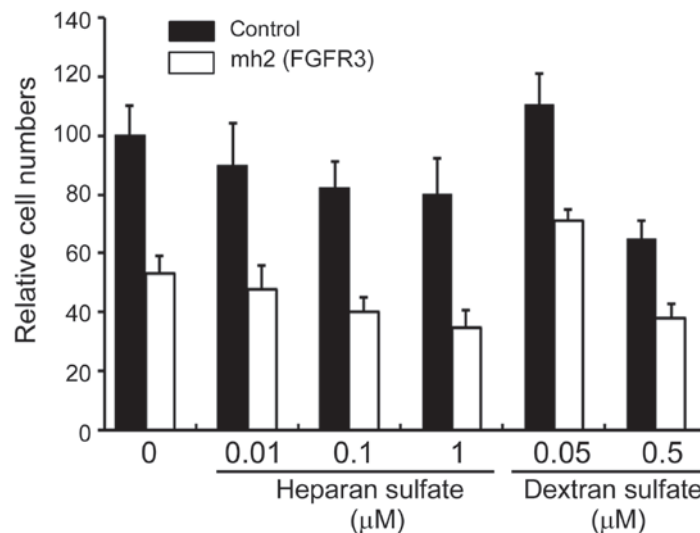 140
120
100
80
60
40
20
0
Relative cell numbers
Control
mh2 (FGFR3)
0 0.01 0.1 1 0.05 0.5
Heparan sulfate Dextran sulfate
(μM) (μM)